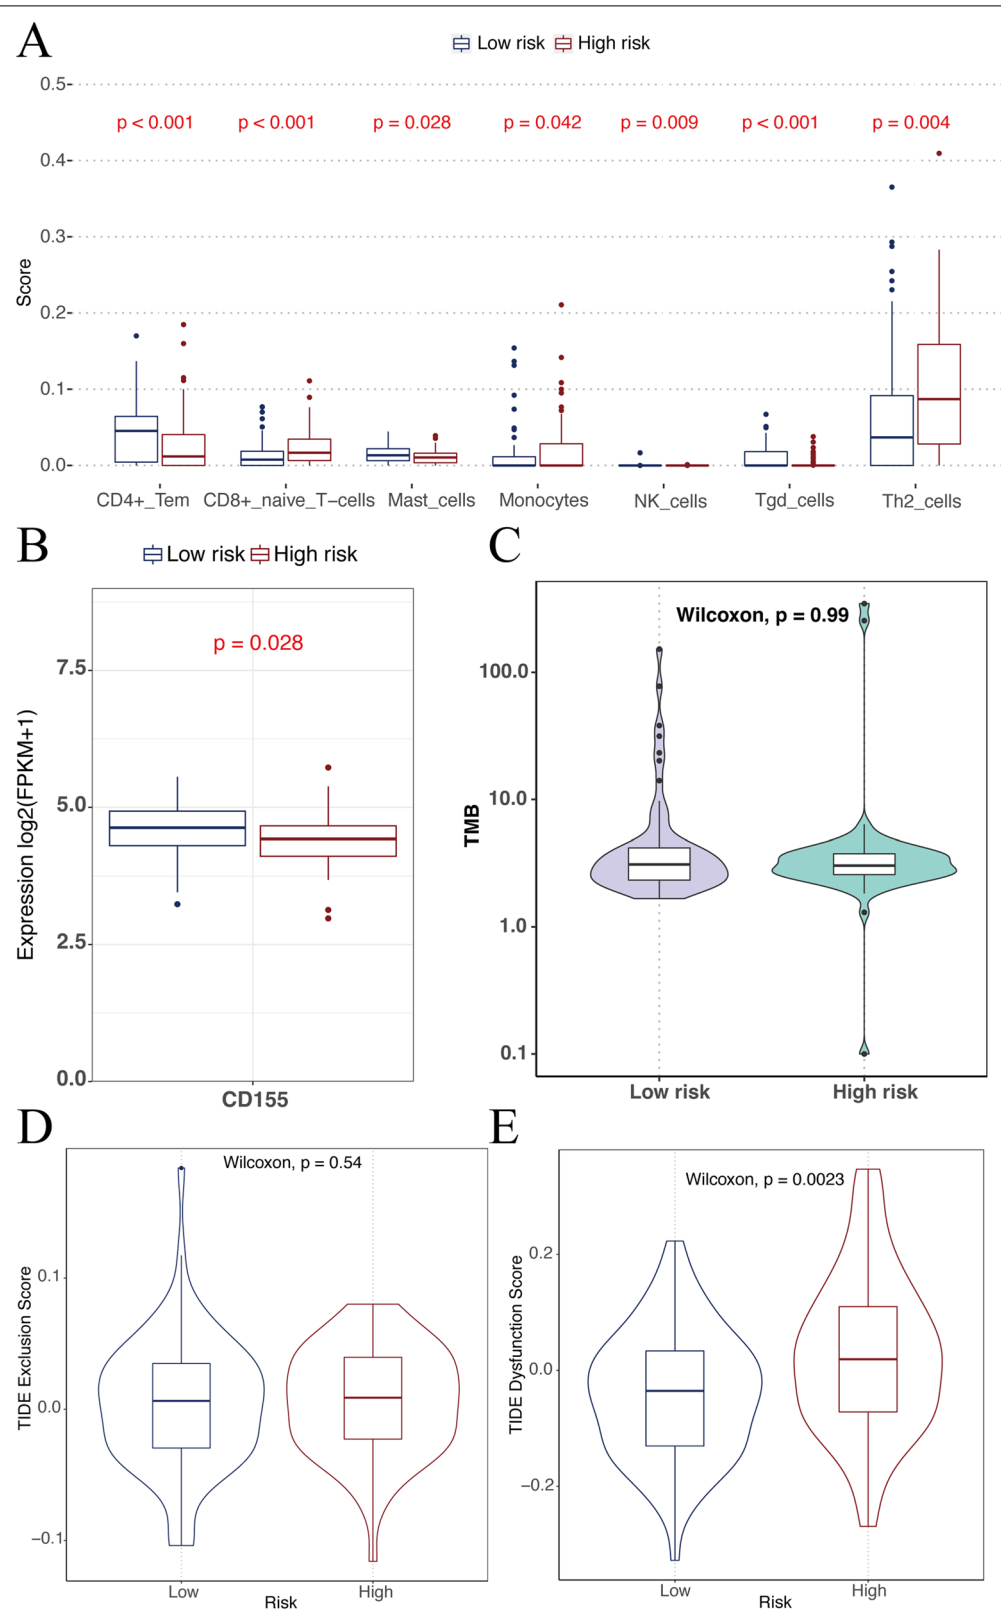 A
Low risk High risk
0.5
p < 0.001 p < 0.001 p = 0.028 p = 0.042 p = 0.009 p < 0.001 p = 0.004
0.4
0.3
Score
0.2
0.1
0.0
CD4+_Tem CD8+_naive_T−cells Mast_cells Monocytes NK_cells Tgd_cells Th2_cells
B
Low risk High risk
p = 0.028
7.5
Expression log2(FPKM+1)
5.0
2.5
0.0
CD155
C
Wilcoxon, p = 0.99
100.0
TMB
10.0
1.0
0.1
Low risk High risk
D
Wilcoxon, p = 0.54
TIDE Exclusion Score
0.1
0.0
−0.1
Low High
Risk
E
Wilcoxon, p = 0.0023
TIDE Dysfunction Score
0.2
0.0
−0.2
Low High
Risk